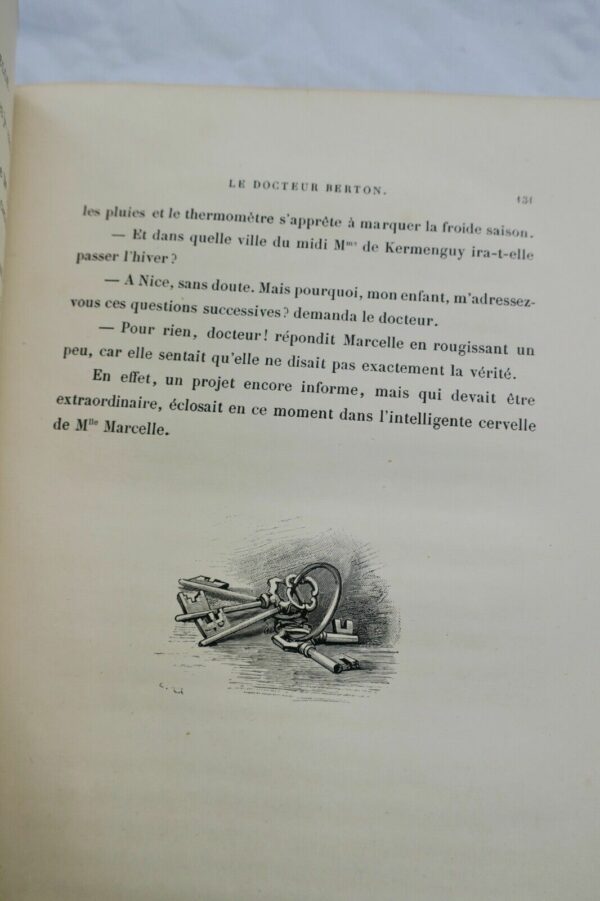 LE DOCTEUR BERTON.
131
les pluies et le thermomètre s'apprête à marquer la froide saison.
— Et dans quelle ville du midi Mme de Kermenguy ira-t-elle
passer l'hiver?
— A Nice, sans doute. Mais pourquoi, mon enfant, m'adressez-
vous ces questions successives? demanda le docteur.
— Pour rien, docteur! répondit Marcelle en rougissant un
peu, car elle sentait qu'elle ne disait pas exactement la vérité.
En effet, un projet encore informe, mais qui devait être
extraordinaire, éclosait en ce moment dans l'intelligente cervelle
de Mlle Marcelle.